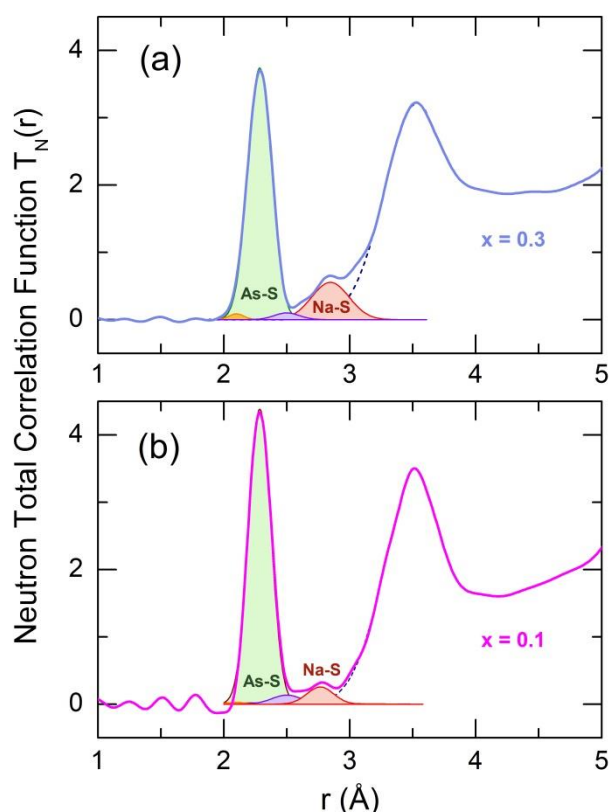 Neutron Total Correlation Function T_N(r)
(a)
4
2
0
As-S
Na-S
x = 0.3
1 2 3 4 5
(b)
4
2
0
As-S
Na-S
x = 0.1
1 2 3 4 5
r (Å)